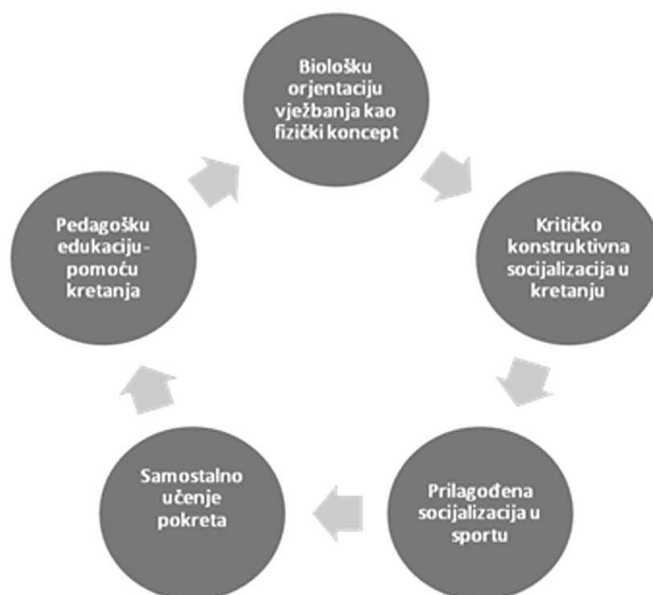 Biološku
orjentaciju
vježbanja kao
fizički koncept
Kritičko
konstruktivna
socijalizacija u
kretanju
Prilagođena
socijalizacija u
sportu
Samostalno
učenje
pokreta
Pedagošku
edukaciju-
pomoću
kretanja